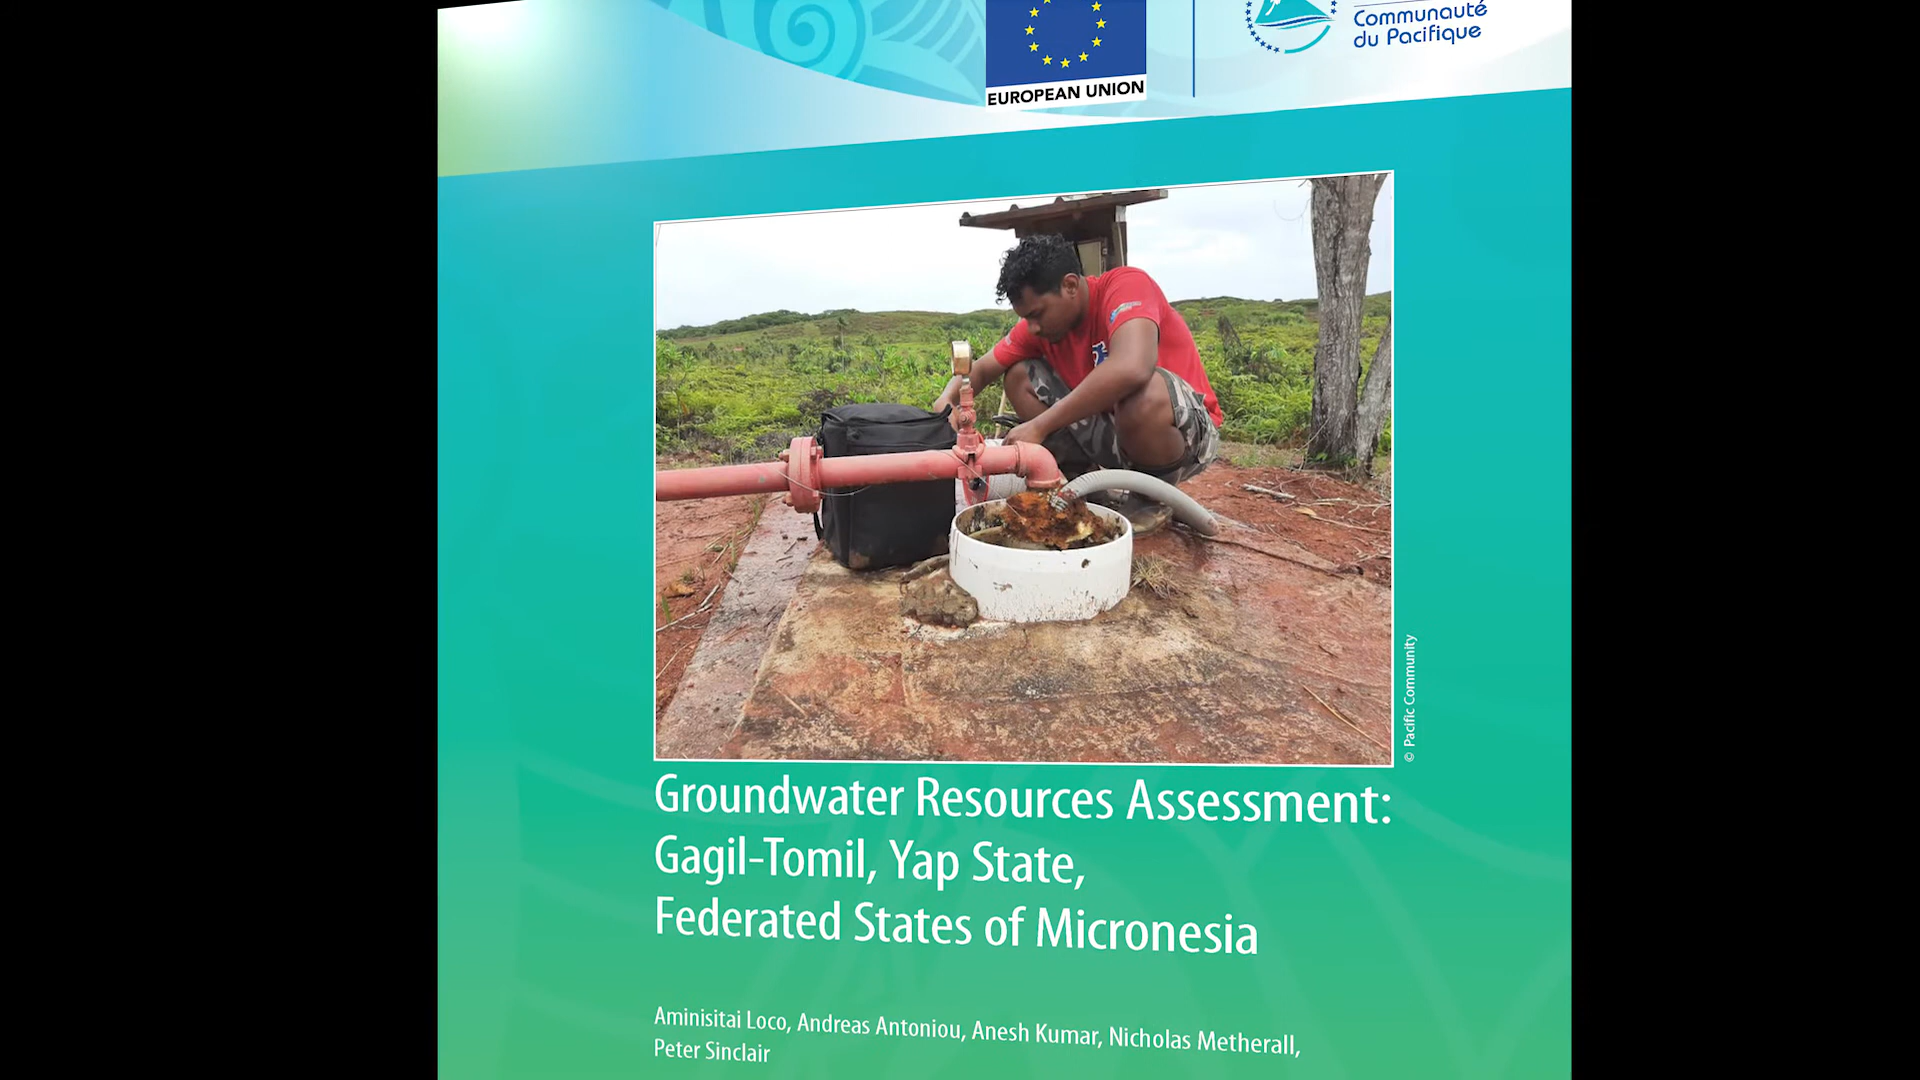 Communauté
du Pacifique
EUROPEAN UNION
© Pacific Community
Groundwater Resources Assessment:
Gagil-Tomil, Yap State,
Federated States of Micronesia
Aminisitai Loco, Andreas Antoniou, Anesh Kumar, Nicholas Metherall,
Peter Sinclair